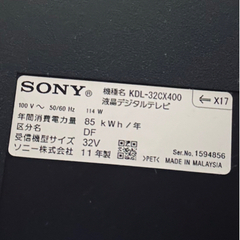 SONY
機種名 KDL-32CX400
液晶デジタルテレビ
X17
100 V～ 50/60 Hz 114 W
年間消費電力量 85 kWh/年
区分名 DF
受信機型サイズ 32V
ソニー株式会社 11年製
Ser.No. 1594856
>PET< MADE IN MALAYSIA